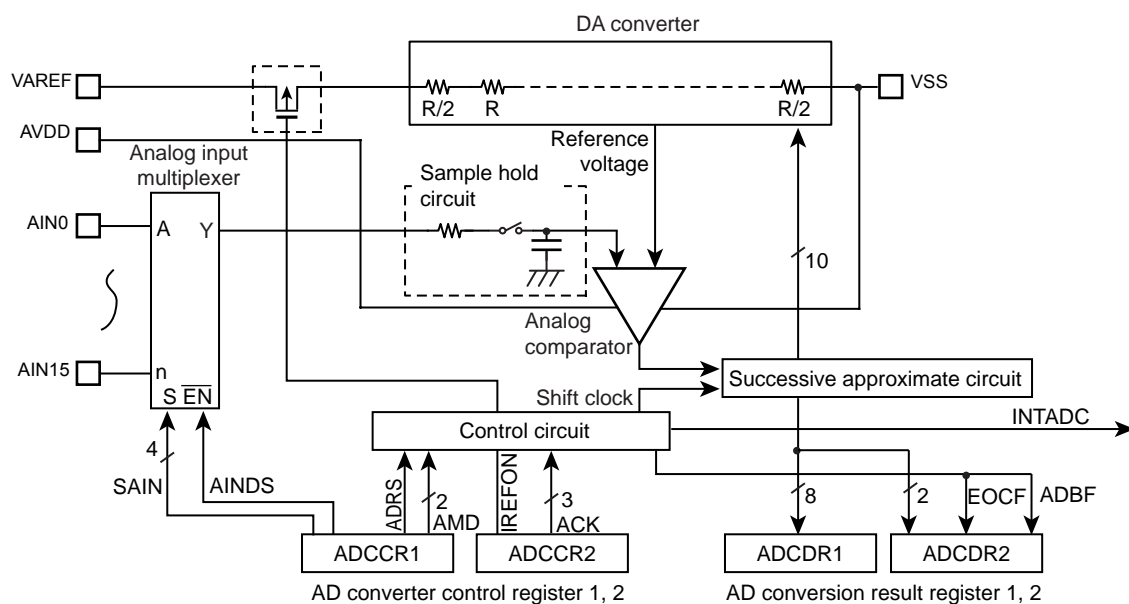 DA converter
VAREF
R/2
R
R/2
VSS
AVDD
Analog input
multiplexer
Reference
voltage
Sample hold
circuit
AIN0
A
Y
10
Analog
comparator
AIN15
n
S
EN
Successive approximate circuit
Shift clock
INTADC
Control circuit
4
SAIN
AINDS
ADRS
2
AMD
IREFON
3
ACK
8
2
EOCF
ADBF
ADCCR1
ADCCR2
ADCDR1
ADCDR2
AD converter control register 1, 2
AD conversion result register 1, 2